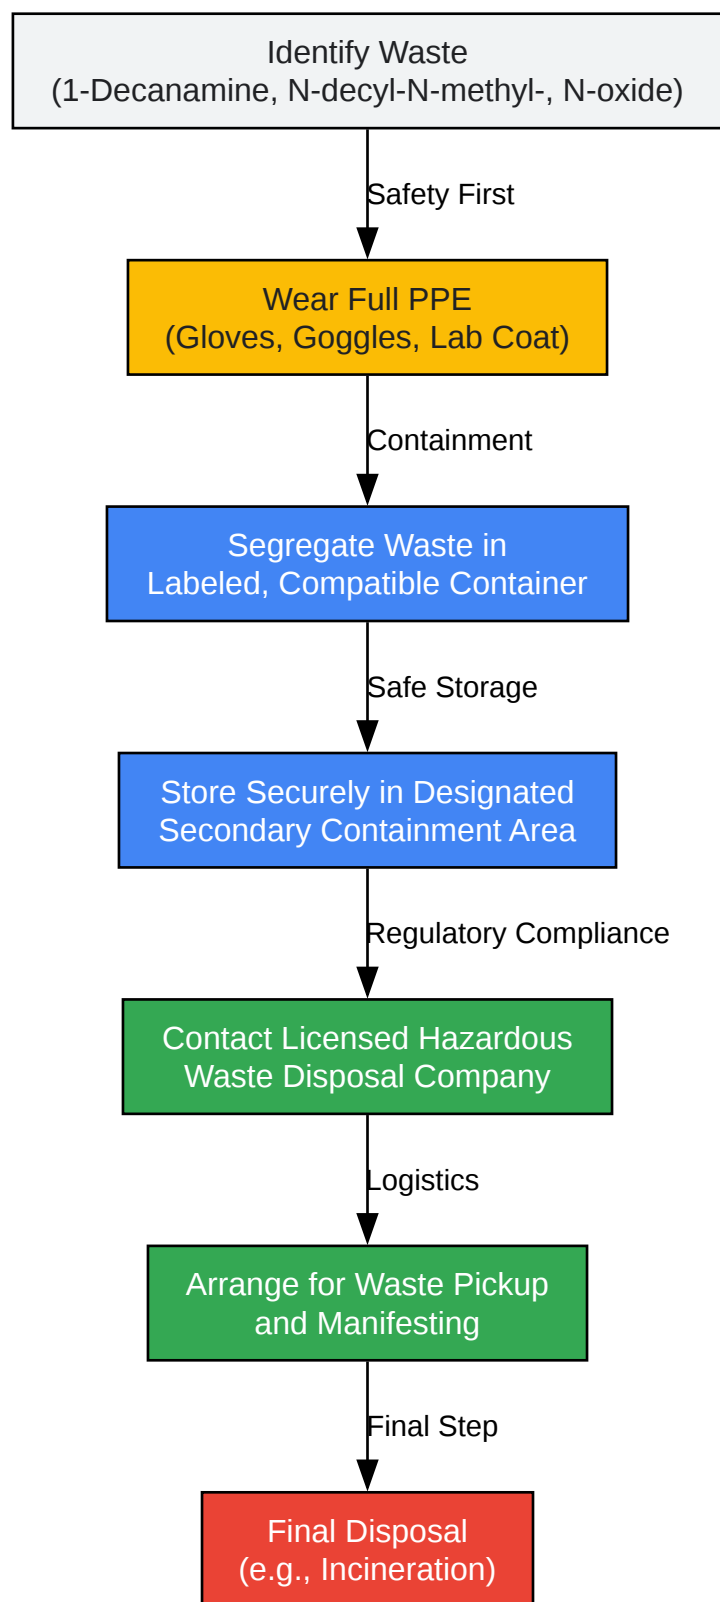 Identify Waste
(1-Decanamine, N-decyl-N-methyl-, N-oxide)
Safety First
Wear Full PPE
(Gloves, Goggles, Lab Coat)
Containment
Segregate Waste in
Labeled, Compatible Container
Safe Storage
Store Securely in Designated
Secondary Containment Area
Regulatory Compliance
Contact Licensed Hazardous
Waste Disposal Company
Logistics
Arrange for Waste Pickup
and Manifesting
Final Step
Final Disposal
(e.g., Incineration)